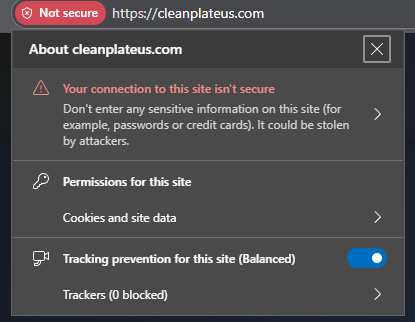 Not secure https://cleanplateus.com
About cleanplateus.com
Your connection to this site isn't secure
Don't enter any sensitive information on this site (for
example, passwords or credit cards). It could be stolen
by attackers.
Permissions for this site
Cookies and site data
Tracking prevention for this site (Balanced)
Trackers (0 blocked)